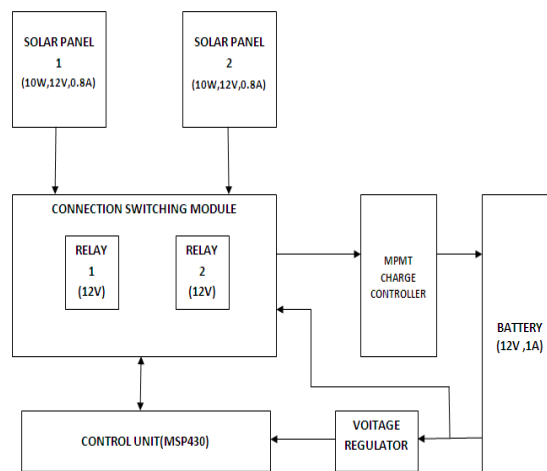 SOLAR PANEL
1
(10W,12V,0.8A)
SOLAR PANEL
2
(10W,12V,0.8A)
CONNECTION SWITCHING MODULE
RELAY
1
(12V)
RELAY
2
(12V)
MPMT
CHARGE
CONTROLLER
BATTERY
(12V ,1A)
CONTROL UNIT(MSP430)
VOITAGE
REGULATOR